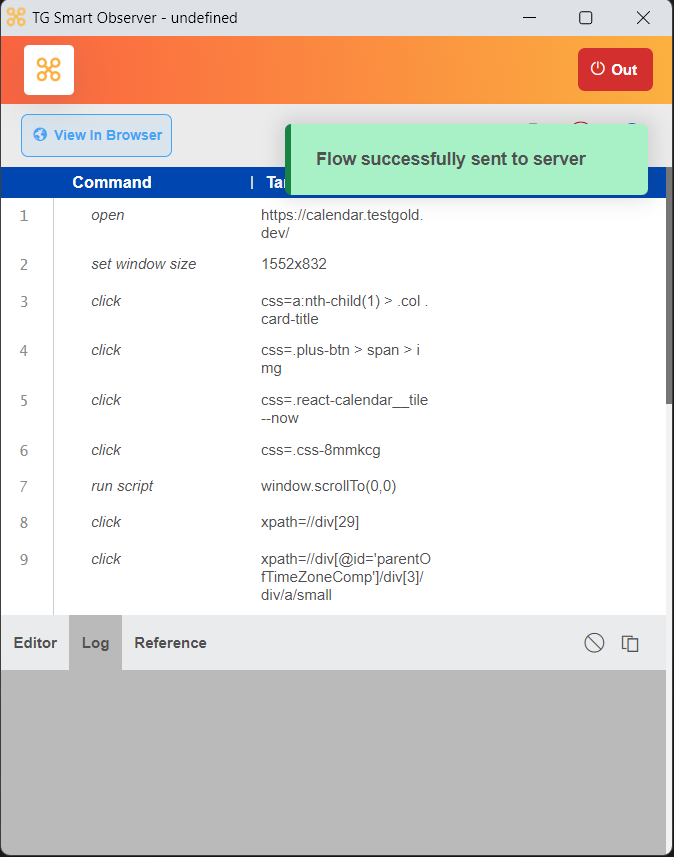 TG Smart Observer - undefined
Out
View In Browser
Flow successfully sent to server
Command | 
1 open https://calendar.testgold.
dev/
2 set window size 1552x832
3 click css=a:nth-child(1) > .col .
card-title
4 click css=.plus-btn > span > i
mg
5 click css=.react-calendar__tile
--now
6 click css=.css-8mmkcg
7 run script window.scrollTo(0,0)
8 click xpath=//div[29]
9 click xpath=//div[@id='parentO
fTimeZoneComp']/div[3]/
div/a/small
Editor Log Reference